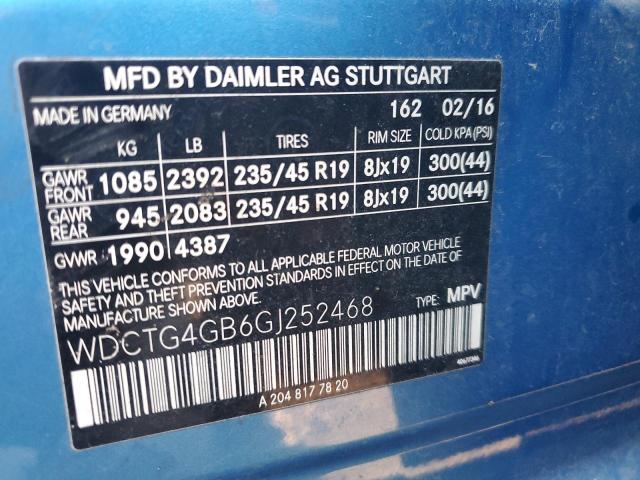 MFD BY DAIMLER AG STUTTGART
MADE IN GERMANY 162 02/16
KG LB TIRES RIM SIZE COLD KPA(PSI)
GAWR FRONT 1085 2392 235/45 R19 8Jx19 300(44)
GAWR REAR 945 2083 235/45 R19 8Jx19 300(44)
GVWR 1990 4387
THIS VEHICLE CONFORMS TO ALL APPLICABLE FEDERAL MOTOR VEHICLE
SAFETY AND THEFT PREVENTION STANDARDS IN EFFECT ON THE DATE OF
MANUFACTURE SHOWN ABOVE.
WDCTG4GB6GJ252468 TYPE: MPV
A 204 817 78 20